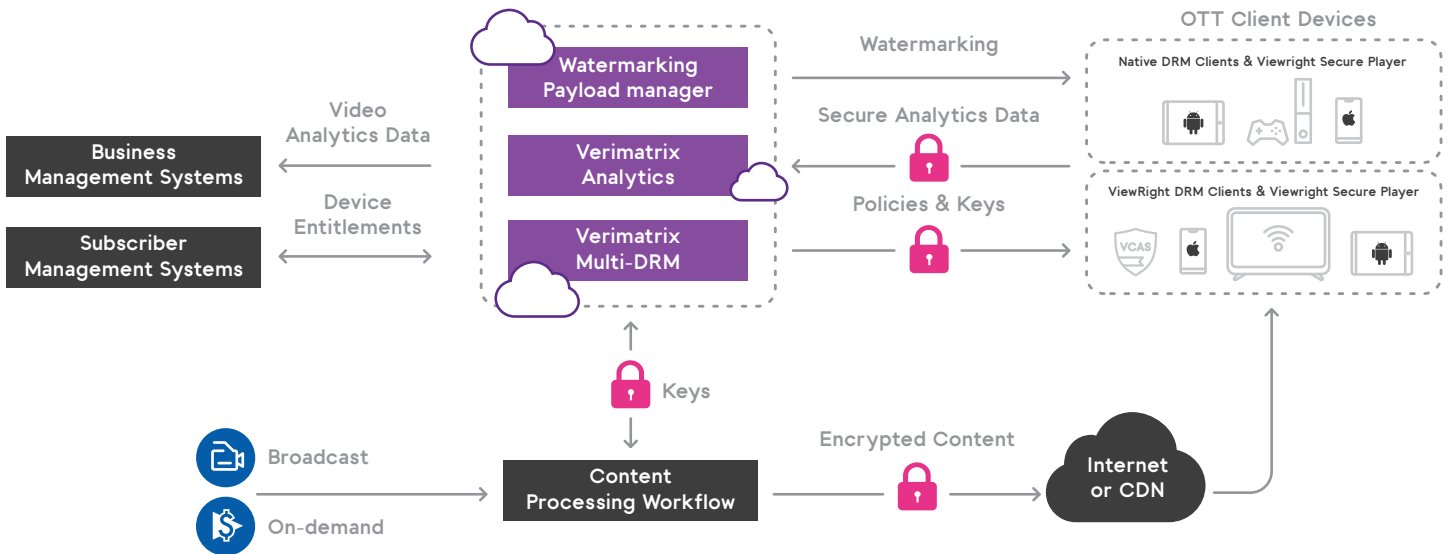 OTT Client Devices
Watermarking
Native DRM Clients & Viewright Secure Player
Watermarking
Payload manager
Video
Analytics Data
Secure Analytics Data
Business
Management Systems
Verimatrix
Analytics
ViewRight DRM Clients & Viewright Secure Player
Device
Entitlements
Policies & Keys
Subscriber
Management Systems
Verimatrix
Multi-DRM
VCAS
Keys
Broadcast
Encrypted Content
Content
Processing Workflow
Internet
or CDN
On-demand